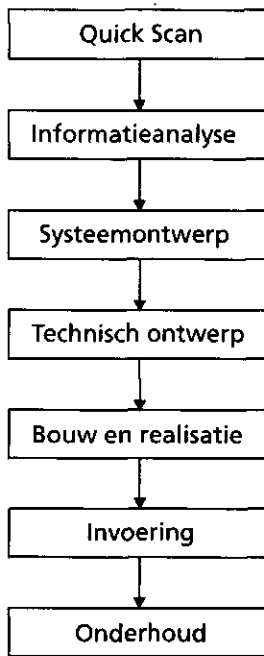 Quick Scan
Informatieanalyse
Systeemontwerp
Technisch ontwerp
Bouw en realisatie
Invoering
Onderhoud